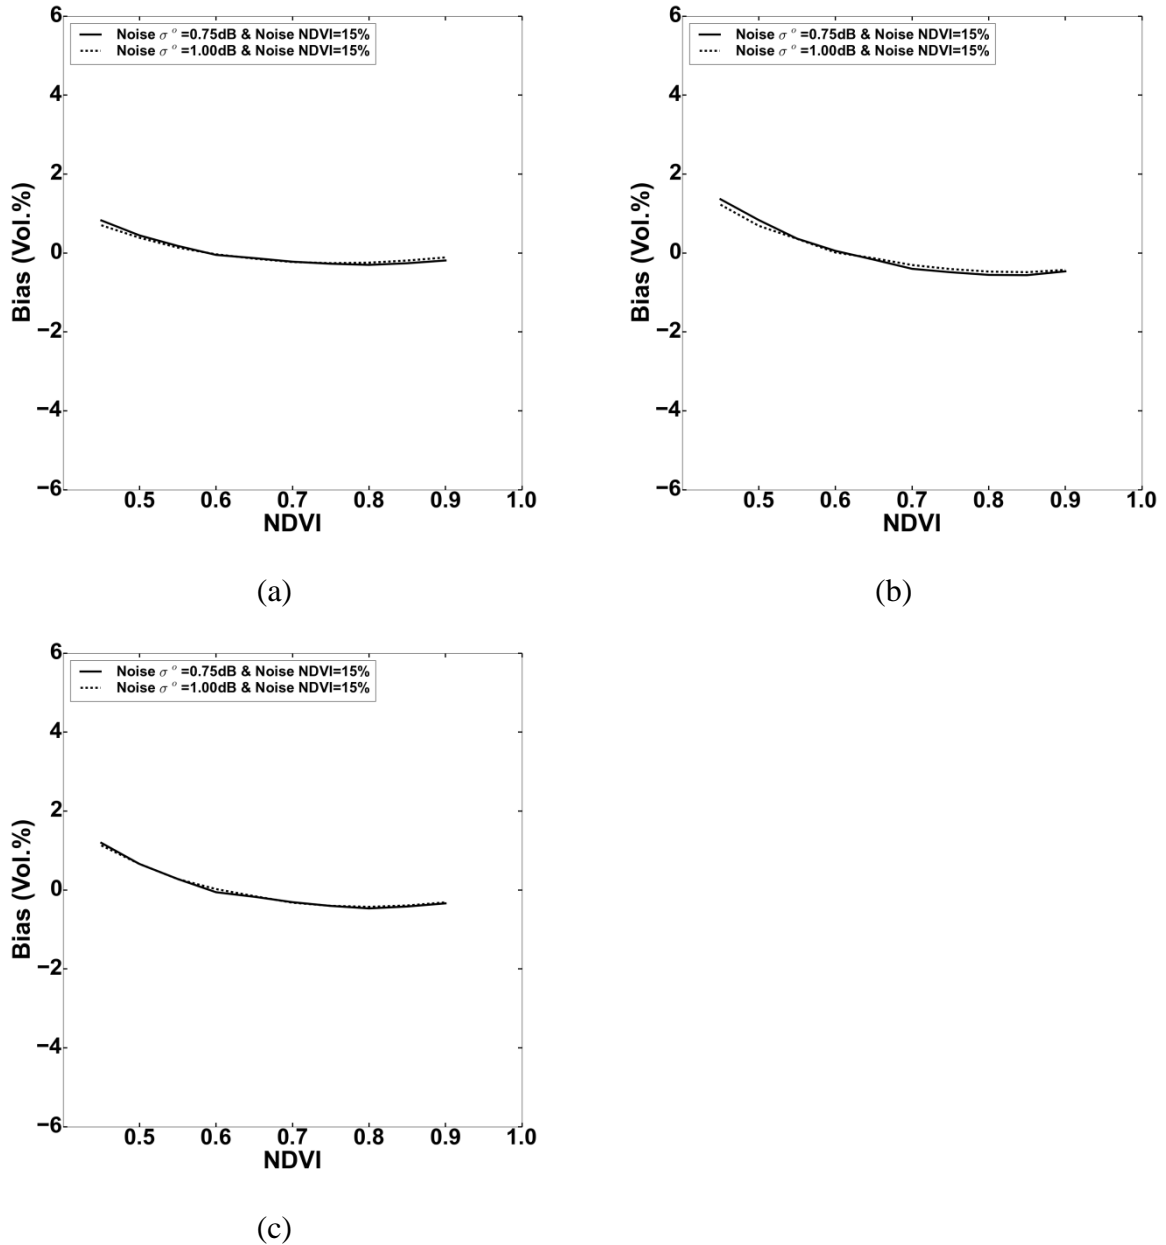 6
4
2
0
−2
−4
−6
Bias (Vol.%)
Noise σ° =0.75dB & Noise NDVI=15%
Noise σ° =1.00dB & Noise NDVI=15%
0.5 0.6 0.7 0.8 0.9 1.0
NDVI
(a)
6
4
2
0
−2
−4
−6
Bias (Vol.%)
Noise σ° =0.75dB & Noise NDVI=15%
Noise σ° =1.00dB & Noise NDVI=15%
0.5 0.6 0.7 0.8 0.9 1.0
NDVI
(b)
6
4
2
0
−2
−4
−6
Bias (Vol.%)
Noise σ° =0.75dB & Noise NDVI=15%
Noise σ° =1.00dB & Noise NDVI=15%
0.5 0.6 0.7 0.8 0.9 1.0
NDVI
(c)